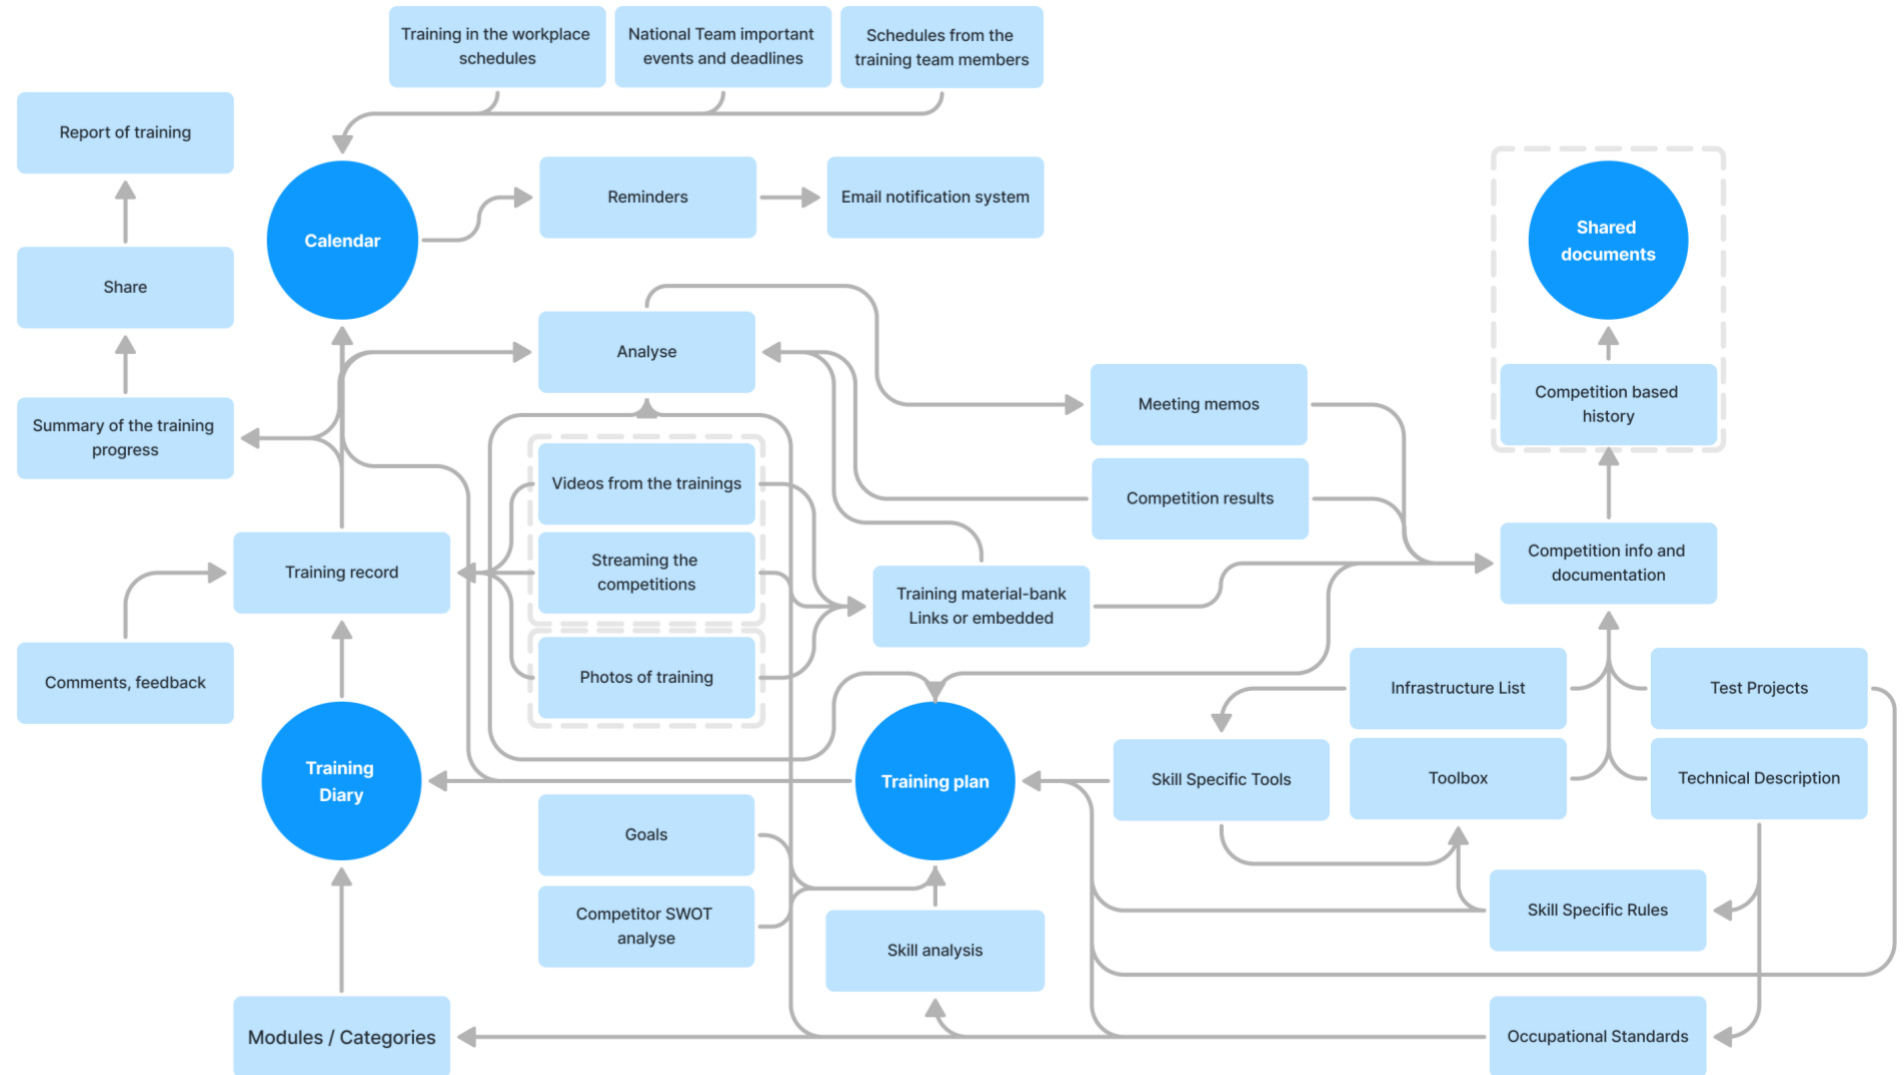 Training in the workplace
schedules
National Team important
events and deadlines
Schedules from the
training team members
Report of training
Calendar
Reminders
Email notification system
Shared
documents
Share
Analyse
Summary of the training
progress
Meeting memos
Competition based
history
Videos from the trainings
Competition results
Training record
Streaming the
competitions
Training material-bank
Links or embedded
Competition info and
documentation
Comments, feedback
Photos of training
Infrastructure List
Test Projects
Training
Diary
Training plan
Skill Specific Tools
Toolbox
Technical Description
Goals
Competitor SWOT
analyse
Skill analysis
Skill Specific Rules
Modules / Categories
Occupational Standards